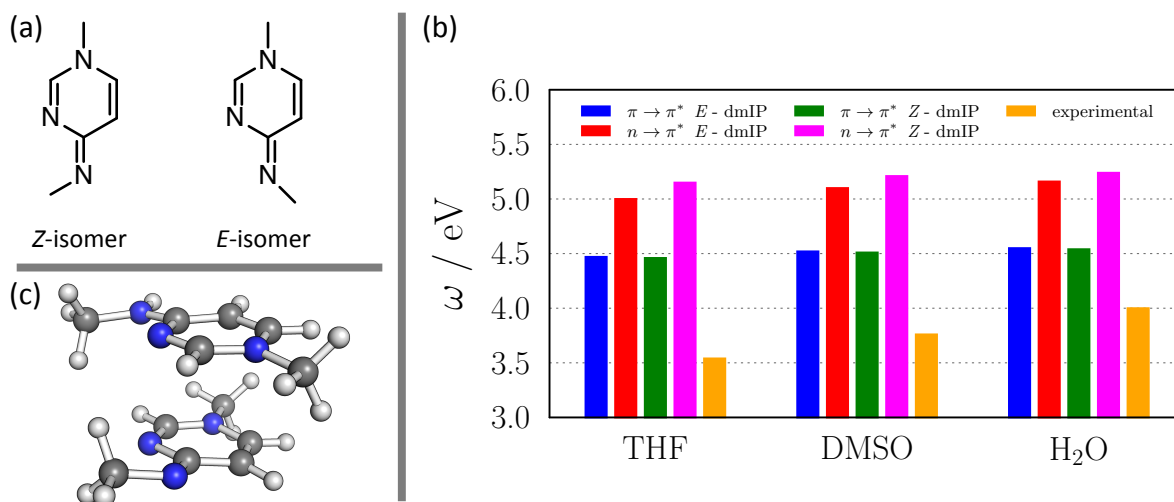 (a)
N
N
N
Z-isomer
N
N
N
E-isomer
(b)
6.0
5.5
5.0
4.5
4.0
3.5
3.0
ω / eV
π → π* E - dmIP
π → π* Z - dmIP
experimental
n → π* E - dmIP
n → π* Z - dmIP
THF
DMSO
H₂O
(c)